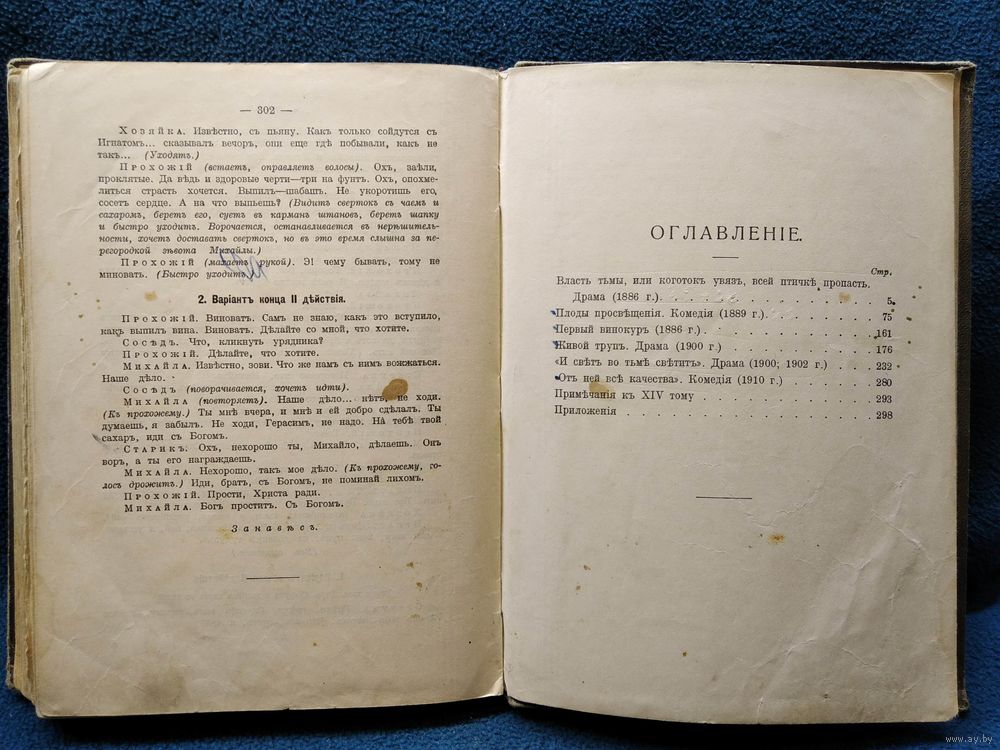 — 302 —
Хозяйка. Извѣстно, съ пьяну. Какъ только сойдутся съ
Игнатомъ... сказывалъ вечоръ, они еще гдѣ побывали, какъ не
такъ... (Уходятъ.)
Прохожій (встаетъ, оправляетъ волосы). Охъ, заѣли,
проклятые. Да вѣдь и здоровые черти—три на фунтъ. Охъ, опохме-
литься страсть хочется. Выпилъ—шабашъ. Не укоротишь его,
сосетъ сердце. А на что выпьешь? (Видитъ свертокъ съ чаемъ и
сахаромъ, беретъ его, суетъ въ карманъ штановъ, беретъ шапку
и быстро уходитъ. Ворочается, останавливается въ нерѣшитель-
ности, хочетъ доставать свертокъ, но въ это время слышна за пе-
регородкой зѣвота Михайлы.)
Прохожій (махаетъ рукой). Э! чему бывать, тому не
миновать. (Быстро уходитъ.)
2. Варіантъ конца II дѣйствія.
Прохожій. Виноватъ. Самъ не знаю, какъ это вступило,
какъ выпилъ вина. Виноватъ. Дѣлайте со мной, что хотите.
Сосѣдъ. Что, кликнуть урядника?
Прохожій. Дѣлайте, что хотите.
Михайла. Извѣстно, зови. Что же намъ съ нимъ вожжаться.
Наше дѣло.
Сосѣдъ (поворачивается, хочетъ идти).
Михайла (повторяетъ). Наше дѣло... нѣтъ, не ходи.
(Къ прохожему.) Ты мнѣ вчера, и мнѣ и ей добро сдѣлалъ. Ты
думаешь, я забылъ. Не ходи, Герасимъ, не надо. На тебѣ твой
сахаръ, иди съ Богомъ.
Старикъ. Охъ, нехорошо ты, Михайло, дѣлаешь. Онъ
воръ, а ты его награждаешь.
Михайла. Нехорошо, такъ мое дѣло. (Къ прохожему, го-
лосъ дрожитъ.) Иди, братъ, съ Богомъ, не поминай лихомъ.
Прохожій. Прости, Христа ради.
Михайла. Богъ проститъ. Съ Богомъ.
Занавѣсъ.
ОГЛАВЛЕНІЕ.
Стр.
Власть тьмы, или коготокъ увязъ, всей птичкѣ пропасть.
Драма (1886 г.). 5
Плоды просвѣщенія. Комедія (1889 г.). 75
Первый винокуръ (1886 г.) 161
Живой трупъ. Драма (1900 г.) 176
«И свѣтъ во тьмѣ свѣтитъ». Драма (1900; 1902 г.) 232
«Отъ ней всѣ качества». Комедія (1910 г.) 280
Примѣчанія къ XIV тому 293
Приложенія 298
www.ay.by